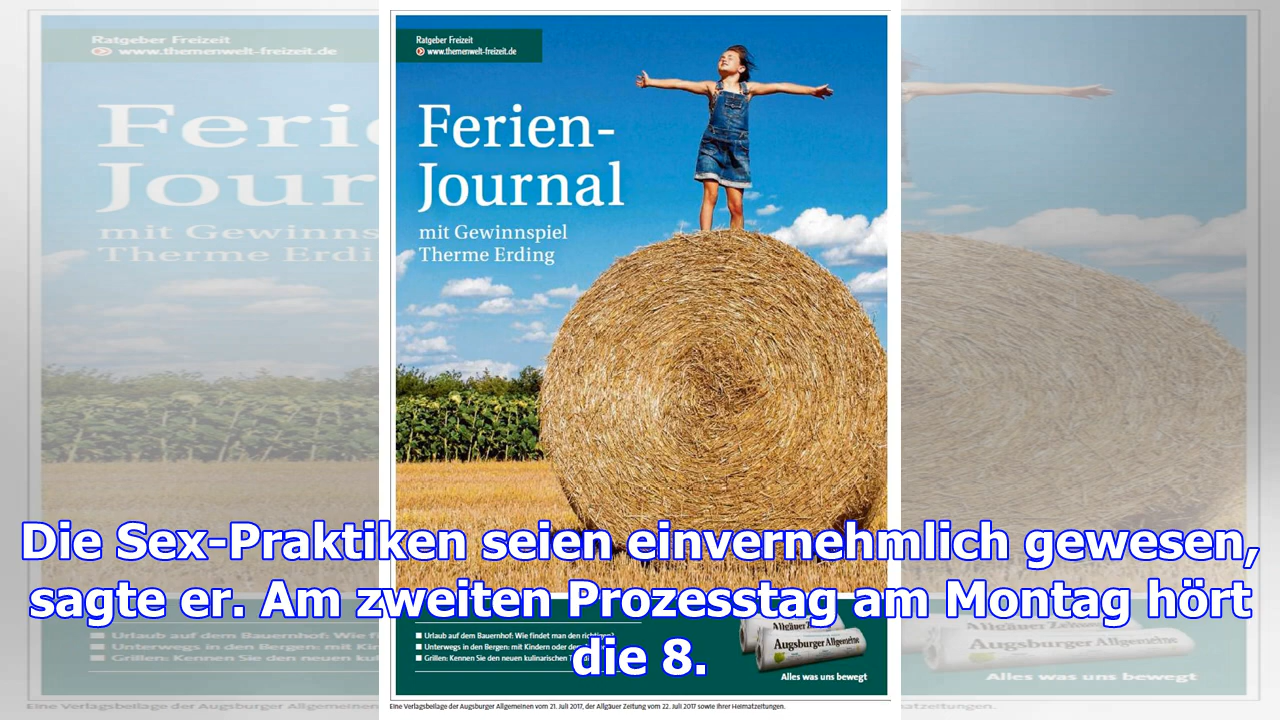 Ratgeber Freizeit
www.themenwelt-freizeit.de
Ferien-
Journal
mit Gewinnspiel
Therme Erding
Die Sex-Praktiken seien einvernehmlich gewesen,
sagte er. Am zweiten Prozesstag am Montag hört
die 8.
Urlaub auf dem Bauernhof: Wie findet man den
Unterwegs in den Bergen: mit Kindern oder
Grillen: Kennen Sie den neuen kulinarischen
Allgäuer
Augsburger Allgemeine
Alles was uns bewegt
Eine Verlagsbeilage der Augsburger Allgemeinen vom 21. Juli 2017, der Allgäuer Zeitung vom 22. Juli 2017 sowie ihrer Heimatzeitungen.